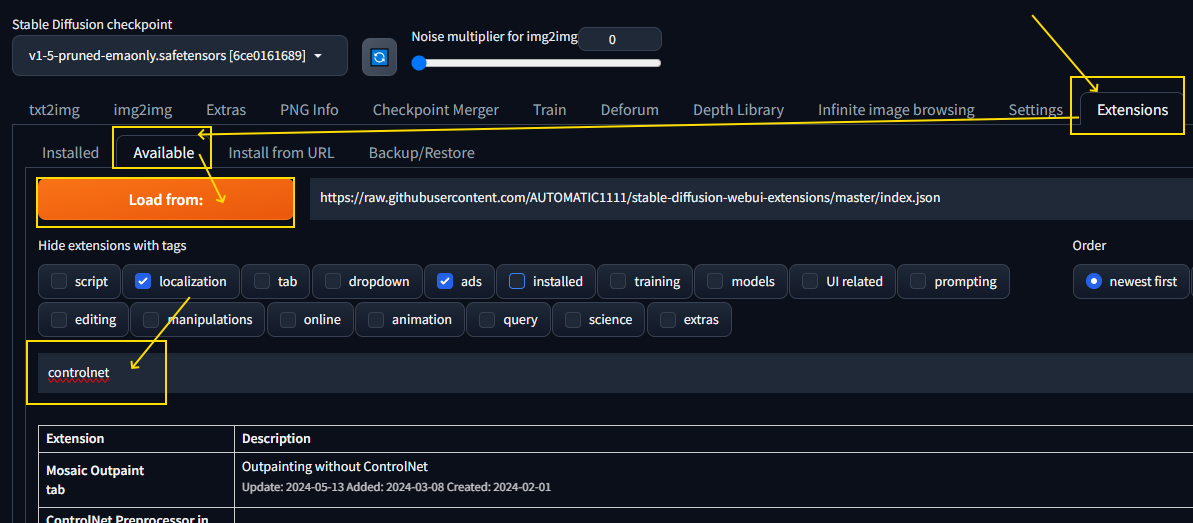 Stable Diffusion checkpoint
v1-5-pruned-emaonly.safetensors [6ce0161689]
Noise multiplier for img2img
0
txt2img img2img Extras PNG Info Checkpoint Merger Train Deforum Depth Library Infinite image browsing Settings Extensions
Installed Available Install from URL Backup/Restore
Load from: https://raw.githubusercontent.com/AUTOMATIC1111/stable-diffusion-webui-extensions/master/index.json
Hide extensions with tags Order
script localization tab dropdown ads installed training models UI related prompting newest first
editing manipulations online animation query science extras
controlnet
Extension Description
Mosaic Outpaint
tab
Outpainting without ControlNet
Update: 2024-05-13 Added: 2024-03-08 Created: 2024-02-01
ControlNet Preprocessor in